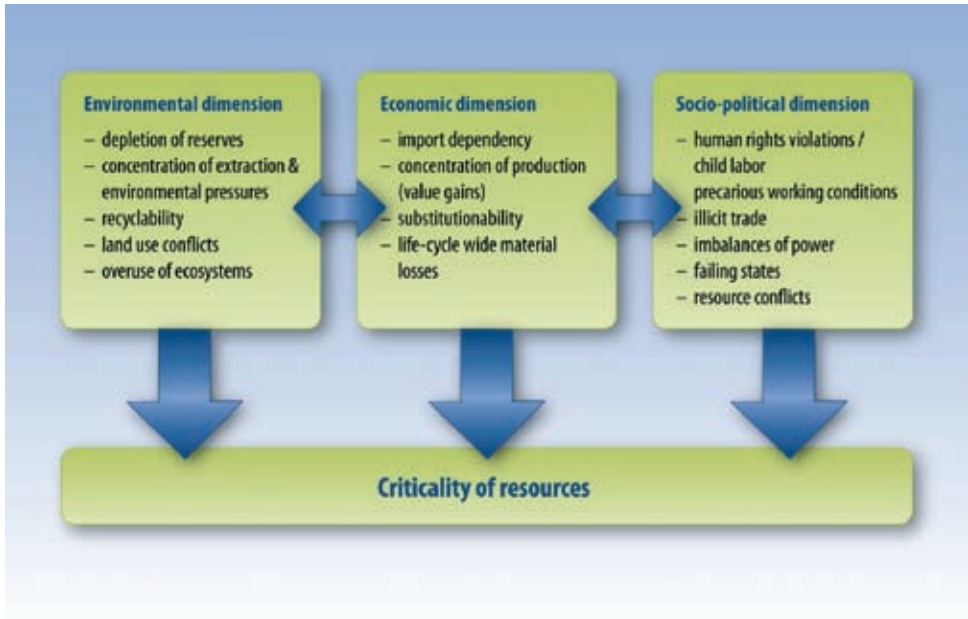 Environmental dimension
– depletion of reserves
– concentration of extraction &
environmental pressures
– recyclability
– land use conflicts
– overuse of ecosystems
Economic dimension
– import dependency
– concentration of production
(value gains)
– substitutionability
– life-cycle wide material
losses
Socio-political dimension
– human rights violations /
child labor
precarious working conditions
– illicit trade
– imbalances of power
– failing states
– resource conflicts
Criticality of resources